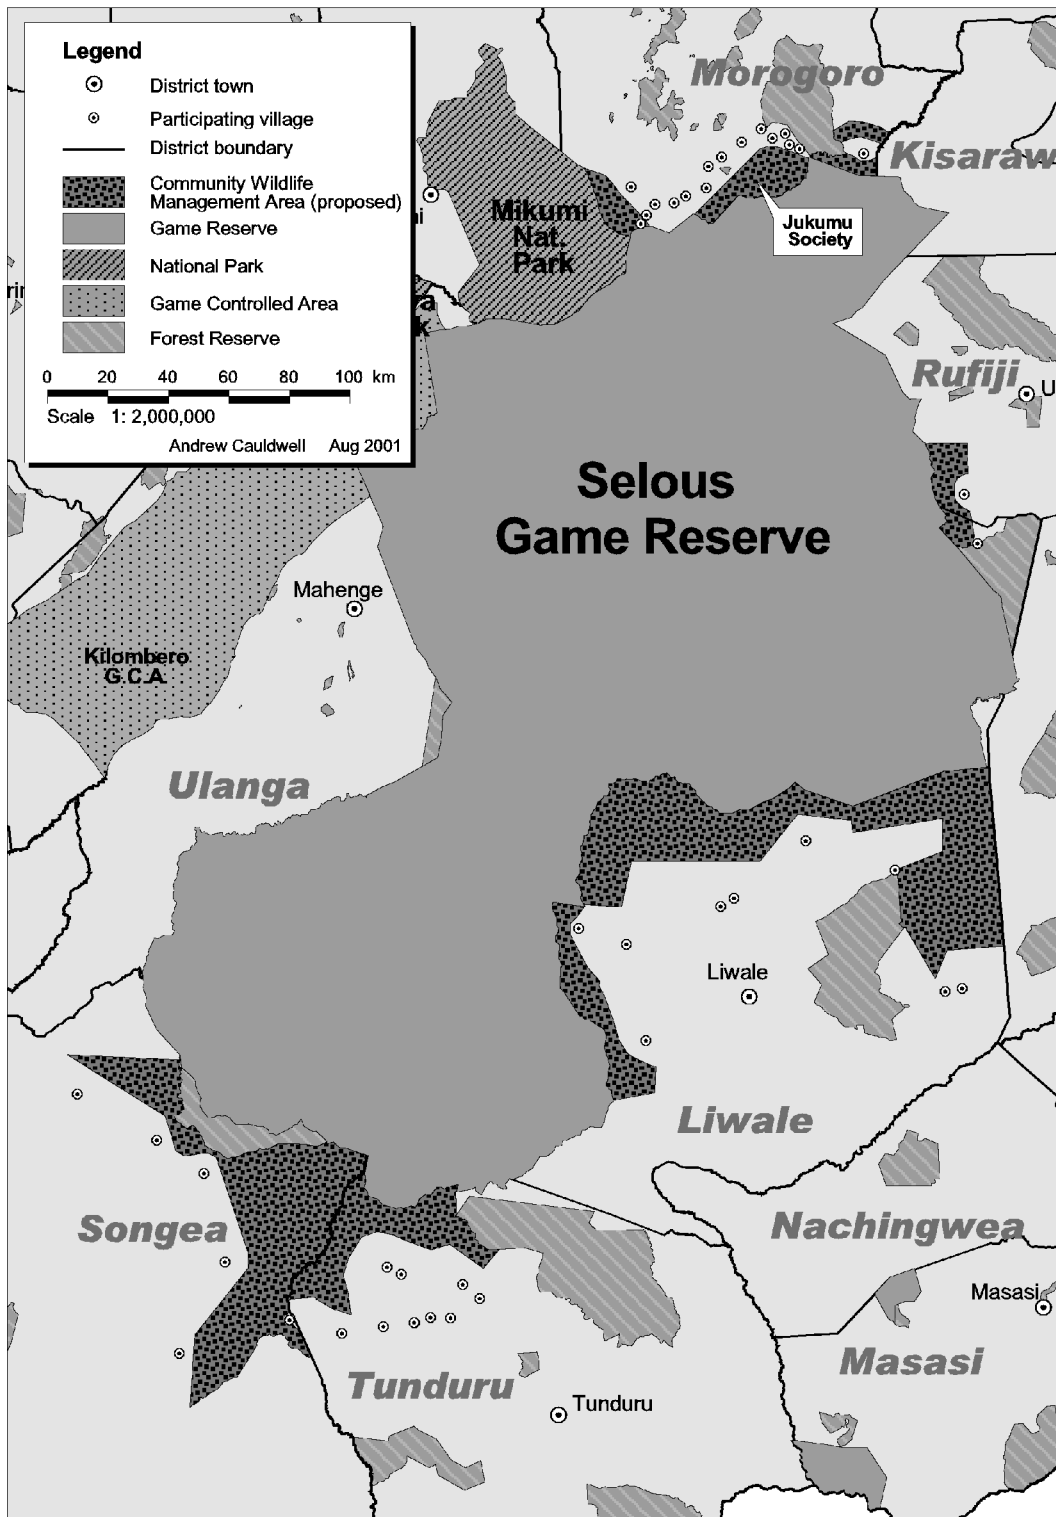 Legend
District town
Participating village
District boundary
Community Wildlife
Management Area (proposed)
Game Reserve
National Park
Game Controlled Area
Forest Reserve
0 20 40 60 80 100 km
Scale 1: 2,000,000
Andrew Cauldwell Aug 2001
Morogoro
Kisaraw
Mikumi
Nat.
Park
Jukumu
Society
Rufiji
U
Selous
Game Reserve
Mahenge
Kilombero
G.C.A.
Ulanga
Liwale
Liwale
Songea
Nachingwea
Masasi
Masasi
Tunduru
Tunduru